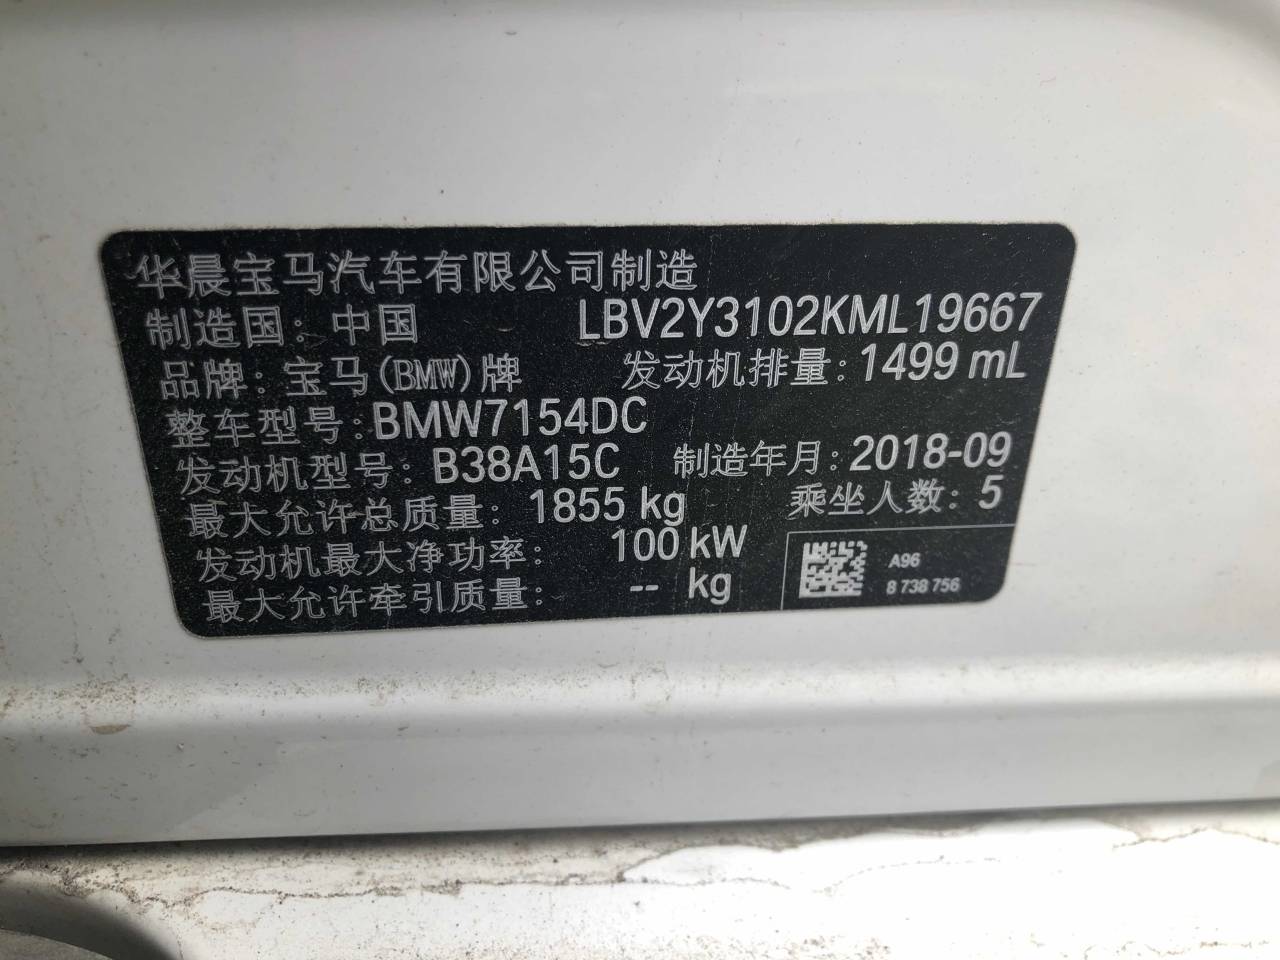 华晨宝马汽车有限公司制造
制造国：中国 LBV2Y3102KML19667
品牌：宝马(BMW)牌 发动机排量：1499 mL
整车型号：BMW7154DC
发动机型号：B38A15C 制造年月：2018-09
最大允许总质量：1855 kg 乘坐人数：5
发动机最大净功率：100 kW
最大允许牵引质量：-- kg
A96
8 738 756